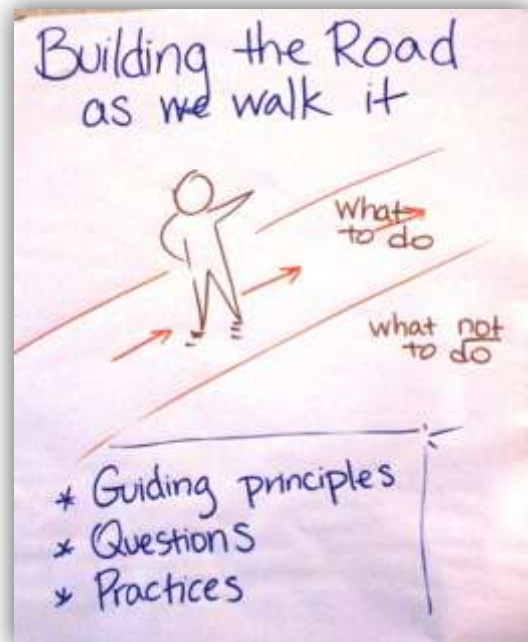 Building the Road
as we walk it
what
to do
what not
to do
* Guiding principles
* Questions
* Practices